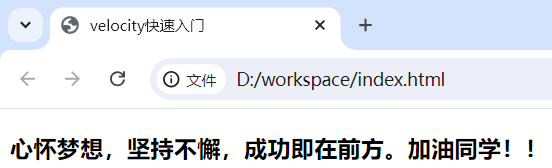 velocity快速入门
文件 D:/workspace/index.html
心怀梦想，坚持不懈，成功即在前方。加油同学！！